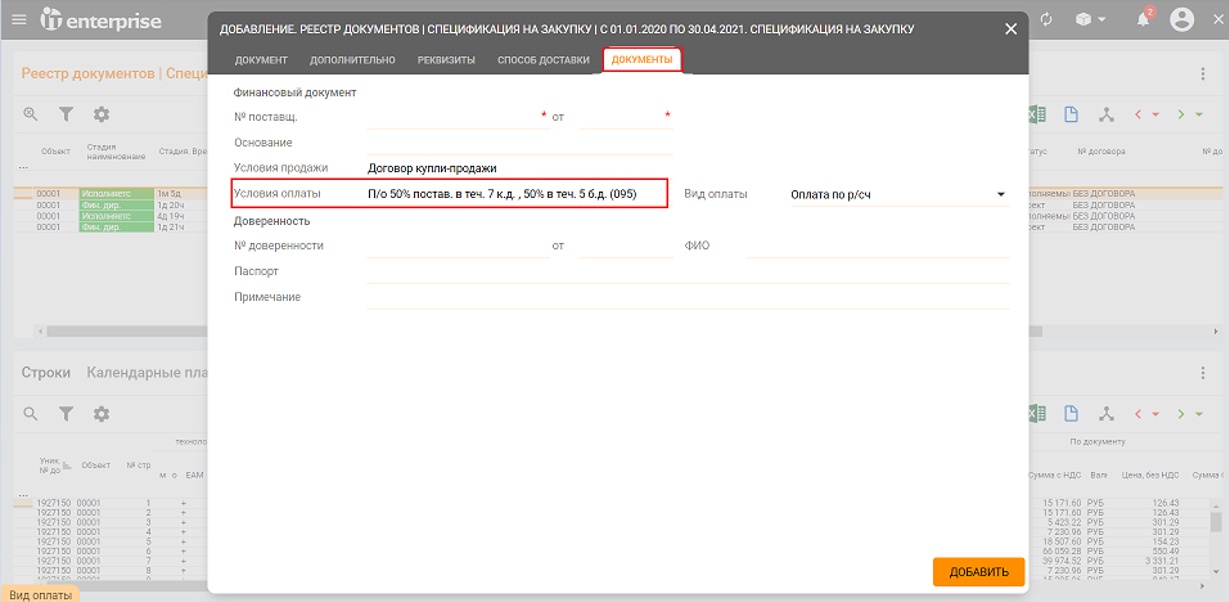 it enterprise
2
ДОБАВЛЕНИЕ. РЕЕСТР ДОКУМЕНТОВ | СПЕЦИФИКАЦИЯ НА ЗАКУПКУ | С 01.01.2020 ПО 30.04.2021. СПЕЦИФИКАЦИЯ НА ЗАКУПКУ
ДОКУМЕНТ ДОПОЛНИТЕЛЬНО РЕКВИЗИТЫ СПОСОБ ДОСТАВКИ ДОКУМЕНТЫ
Финансовый документ
№ поставщ. * от *
Основание
Условия продажи Договор купли-продажи
Условия оплаты П/о 50% постав. в теч. 7 к.д. , 50% в теч. 5 б.д. (095) Вид оплаты Оплата по р/сч
Доверенность
№ доверенности от ФИО
Паспорт
Примечание
ДОБАВИТЬ
Реестр документов | Специ
Объект Стадия наименование Стадия. Вре
00001 Исполняетс 1м 5д
00001 Фин. дир. 1д 20ч
00001 Исполняетс 4д 19ч
00001 Фин. дир. 1д 21ч
атус № договора № до
полняемы БЕЗ ДОГОВОРА
рект БЕЗ ДОГОВОРА
полняемы БЕЗ ДОГОВОРА
рект БЕЗ ДОГОВОРА
Строки Календарные пла
техноло
Уник. № до Объект № стр м о ЕАМ
1927150 00001 1 +
1927150 00001 2 +
1927150 00001 3 +
1927150 00001 4 +
1927150 00001 5 +
1927150 00001 6 +
1927150 00001 7 +
1927150 00001 8 +
По документу
Сумма с НДС Вал Цена, без НДС Сумма
15 171.60 РУБ 126.43
15 171.60 РУБ 126.43
5 423.22 РУБ 301.29
7 230.96 РУБ 301.29
18 507.60 РУБ 154.23
66 059.28 РУБ 550.49
39 974.52 РУБ 3 331.21
7 230.96 РУБ 301.29
Вид оплаты